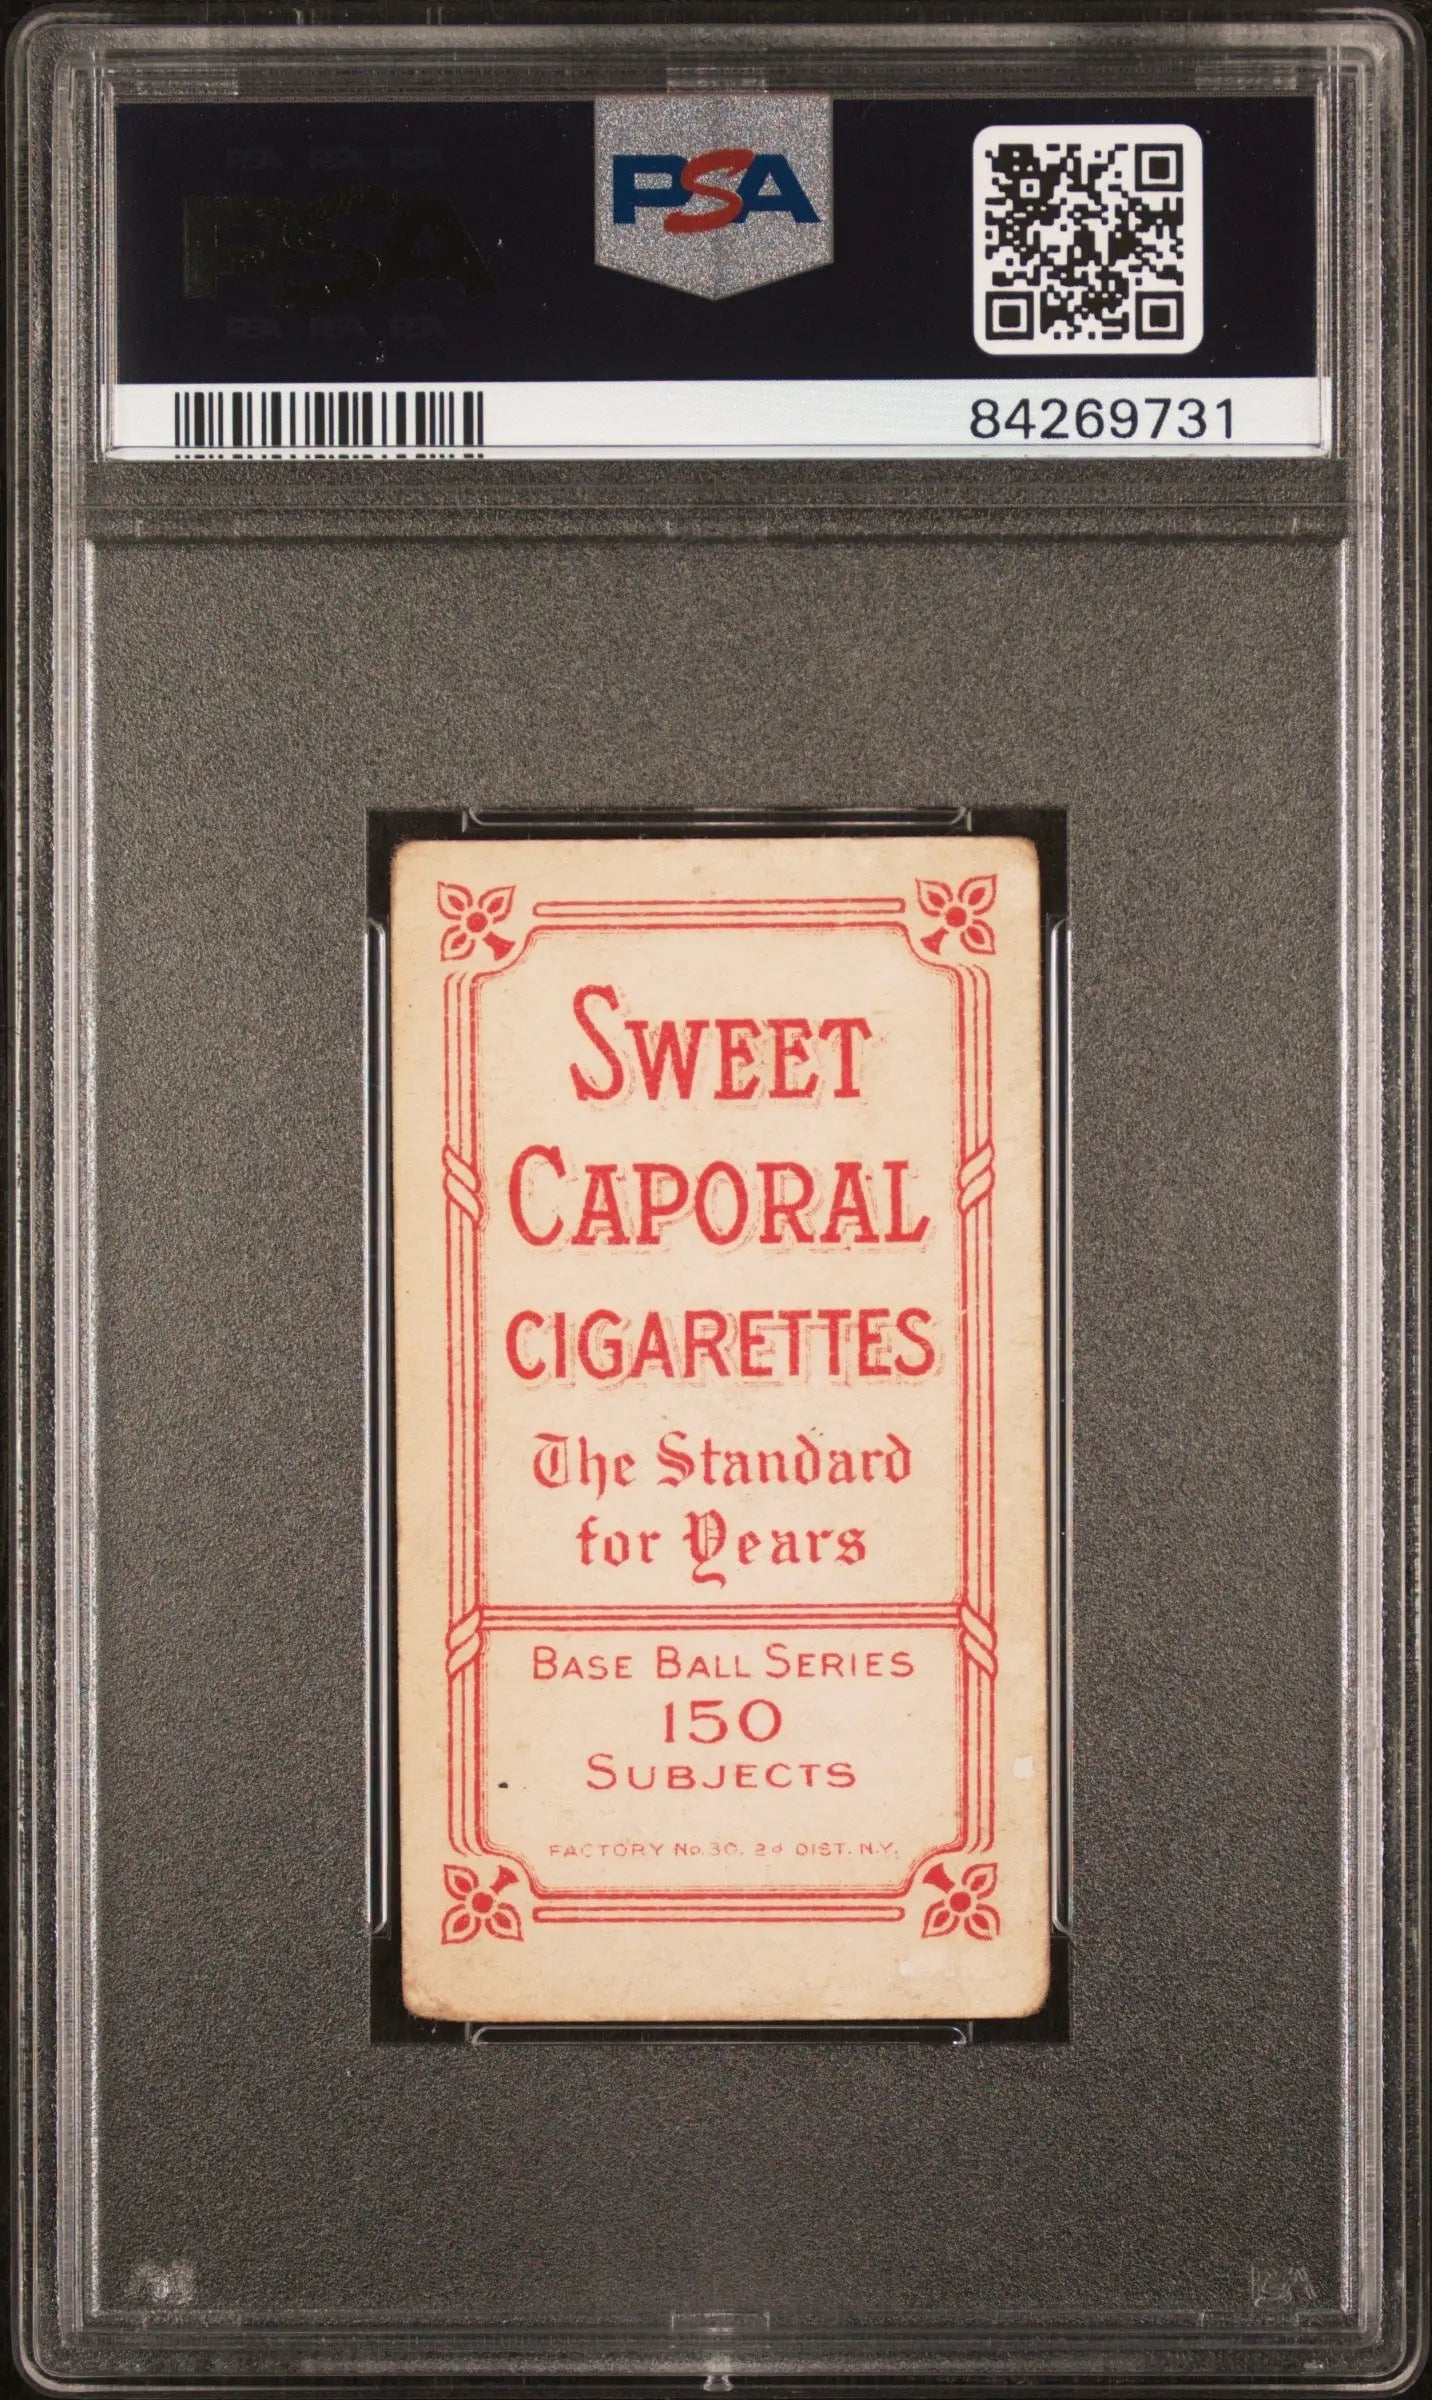 PSA
84269731
SWEET
CAPORAL
CIGARETTES
The Standard
for Years
BASE BALL SERIES
150
SUBJECTS
FACTORY No. 30. 2d DIST. N.Y.